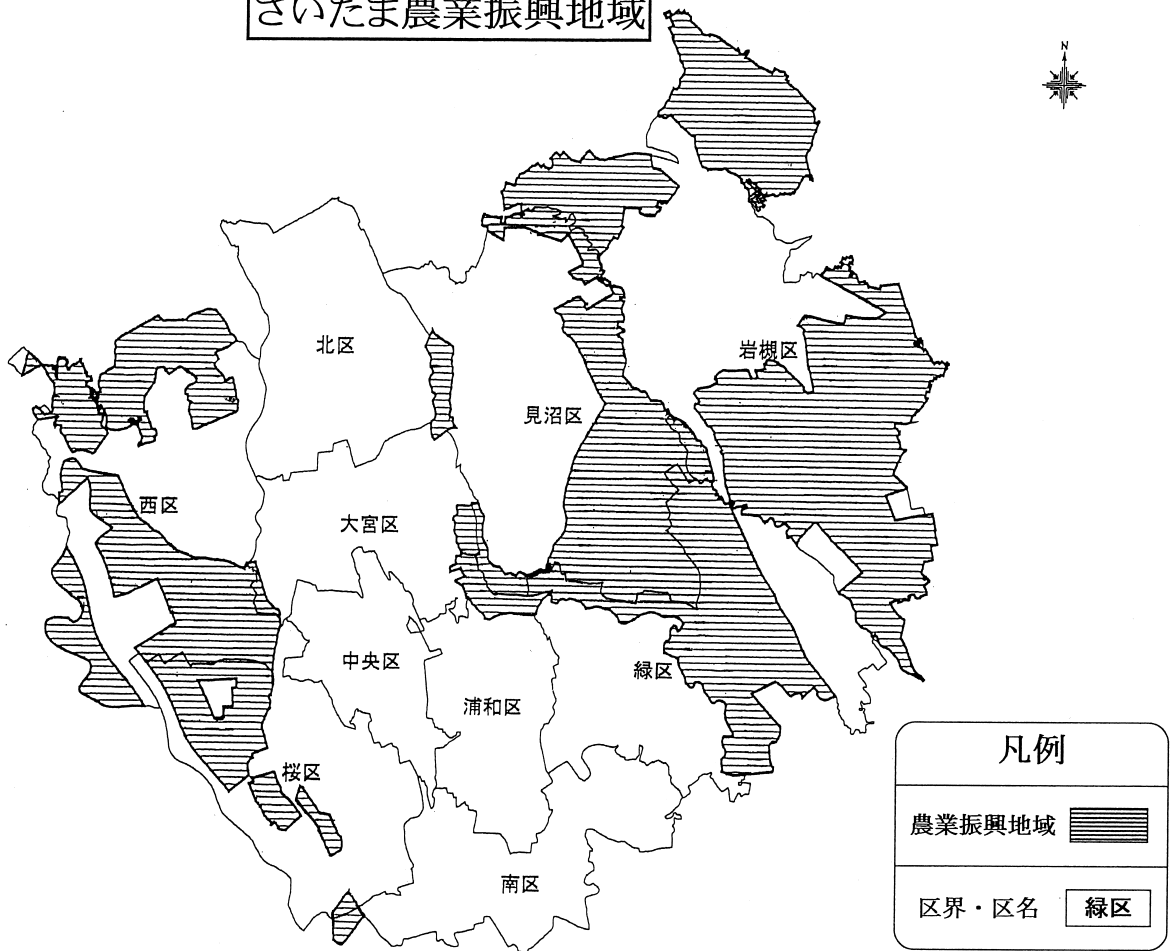 さいたま農業振興地域
N
北区
岩槻区
見沼区
西区
大宮区
中央区
緑区
浦和区
桜区
南区
凡例
農業振興地域
区界・区名 緑区